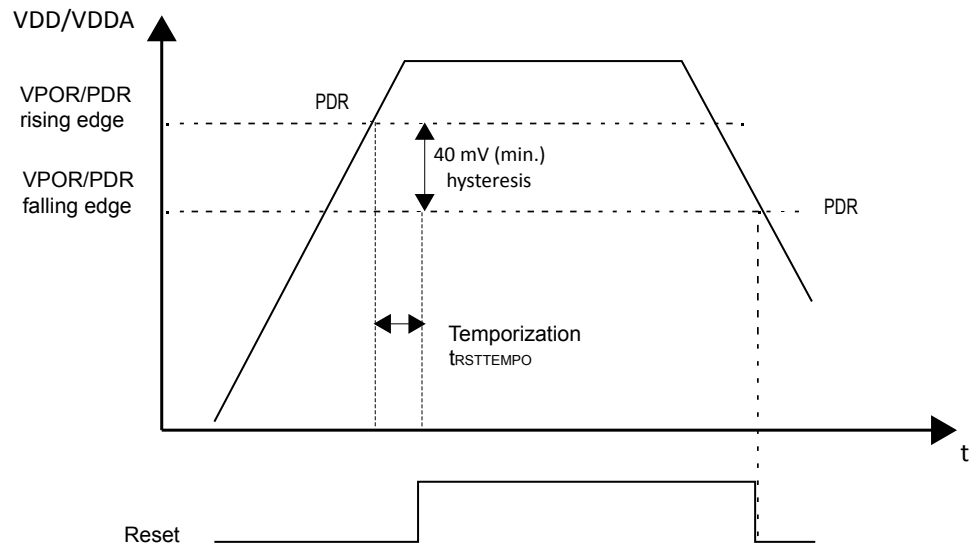 VDD/VDDA
VPOR/PDR
rising edge
PDR
40 mV (min.)
hysteresis
VPOR/PDR
falling edge
PDR
Temporization
tRSTTEMPO
t
Reset